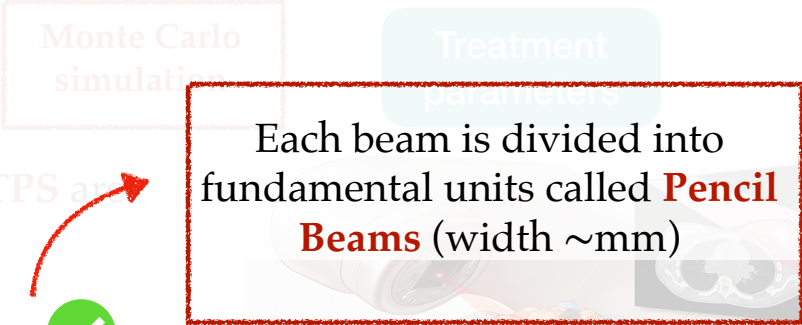 Monte Carlo
simulation
Treatment
parameters
Each beam is divided into
fundamental units called Pencil
Beams (width ~mm)
TPS are